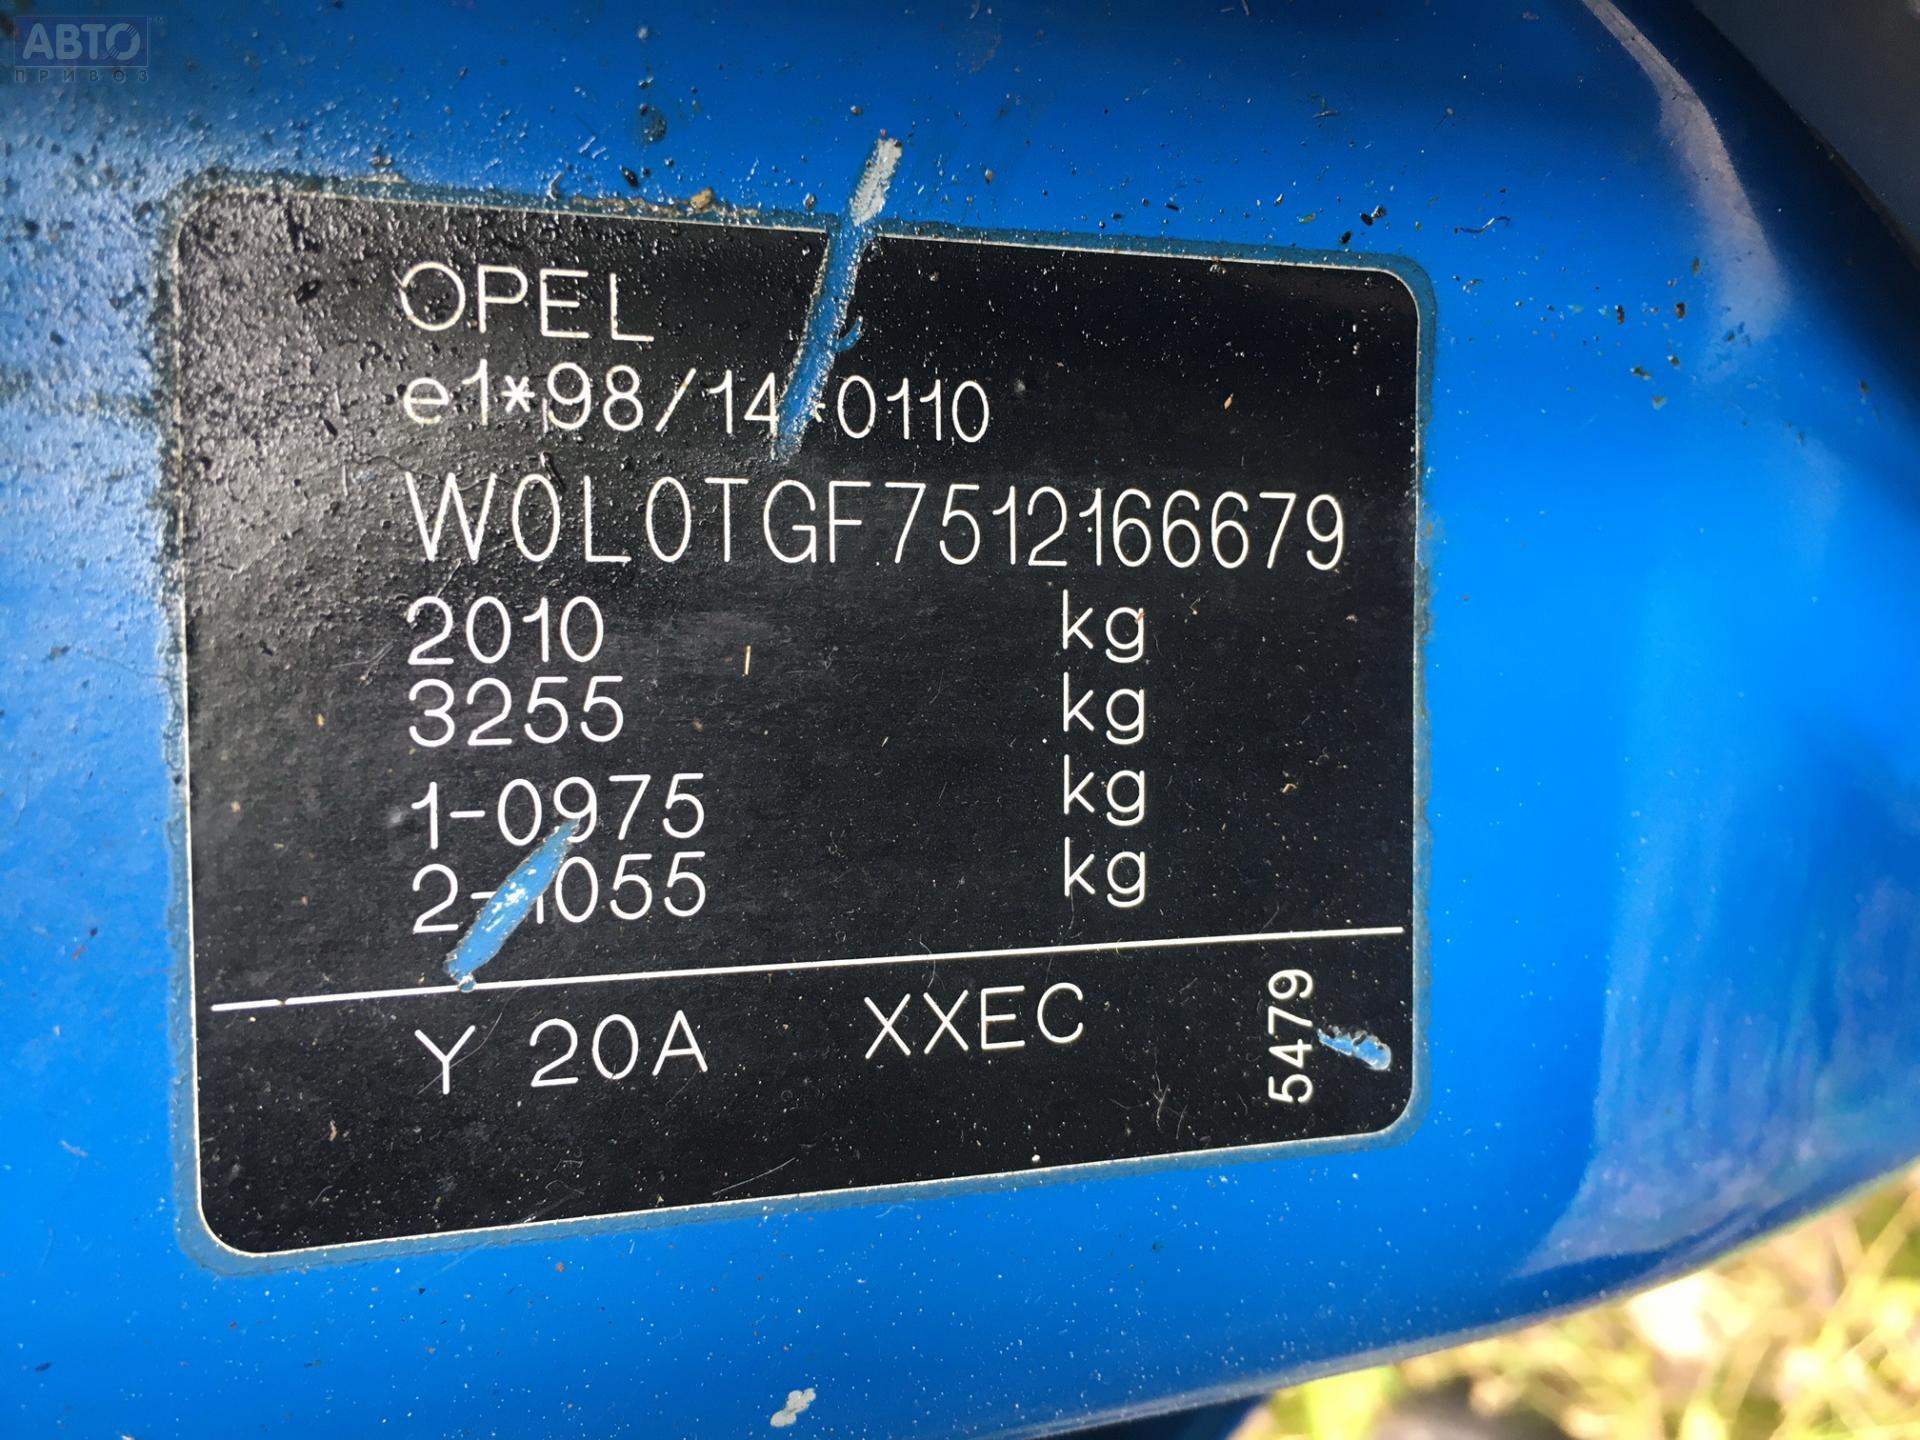 АВТО
ПРИВОЗ
OPEL
e1*98/14*0110
W0L0TGF7512166679
2010 kg
3255 kg
1-0975 kg
2-1055 kg
Y 20A XXEC
5479